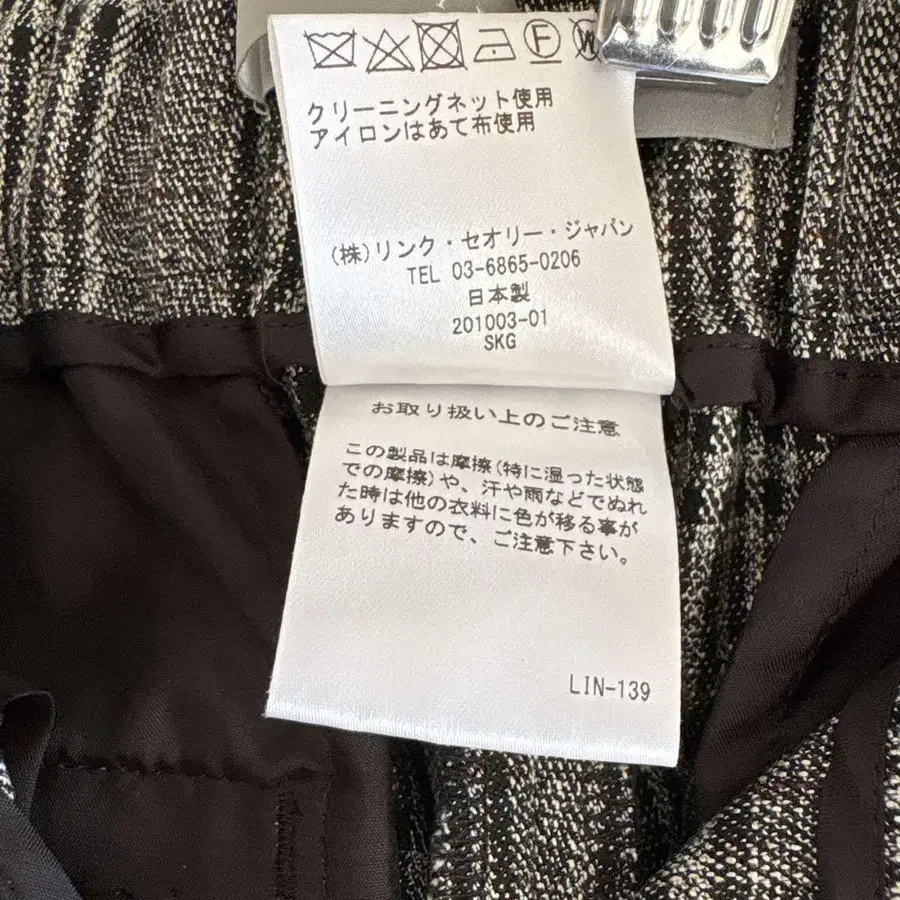 F
W
クリーニングネット使用
アイロンはあて布使用
(株)リンク・セオリー・ジャパン
TEL 03-6865-0206
日本製
201003-01
SKG
お取り扱い上のご注意
この製品は摩擦(特に湿った状態
での摩擦)や、汗や雨などでぬれ
た時は他の衣料に色が移る事が
ありますので、ご注意下さい。
LIN-139